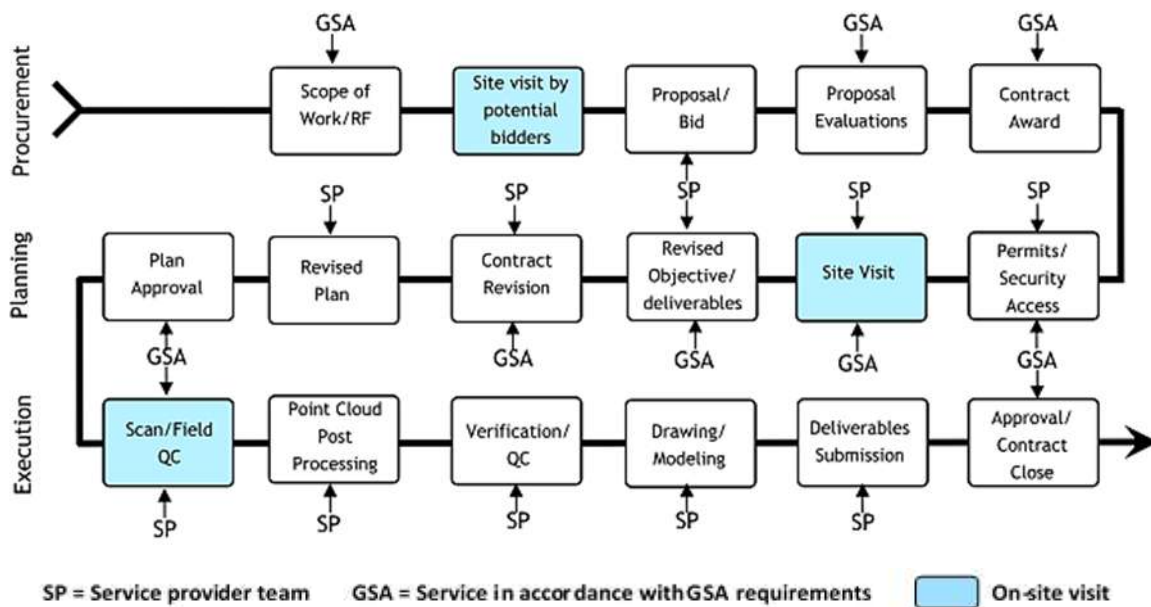 GSA
GSA
GSA
Procurement
Scope of
Work/RF
Site visit by
potential
bidders
Proposal/
Bid
Proposal
Evaluations
Contract
Award
SP
SP
SP
SP
SP
Planning
Plan
Approval
Revised
Plan
Contract
Revision
Revised
Objective/
deliverables
Site Visit
Permits/
Security
Access
GSA
GSA
GSA
GSA
GSA
Execution
Scan/Field
QC
Point Cloud
Post
Processing
Verification/
QC
Drawing/
Modeling
Deliverables
Submission
Approval/
Contract
Close
SP
SP
SP
SP
SP
SP = Service provider team
GSA = Service in accordance with GSA requirements
On-site visit